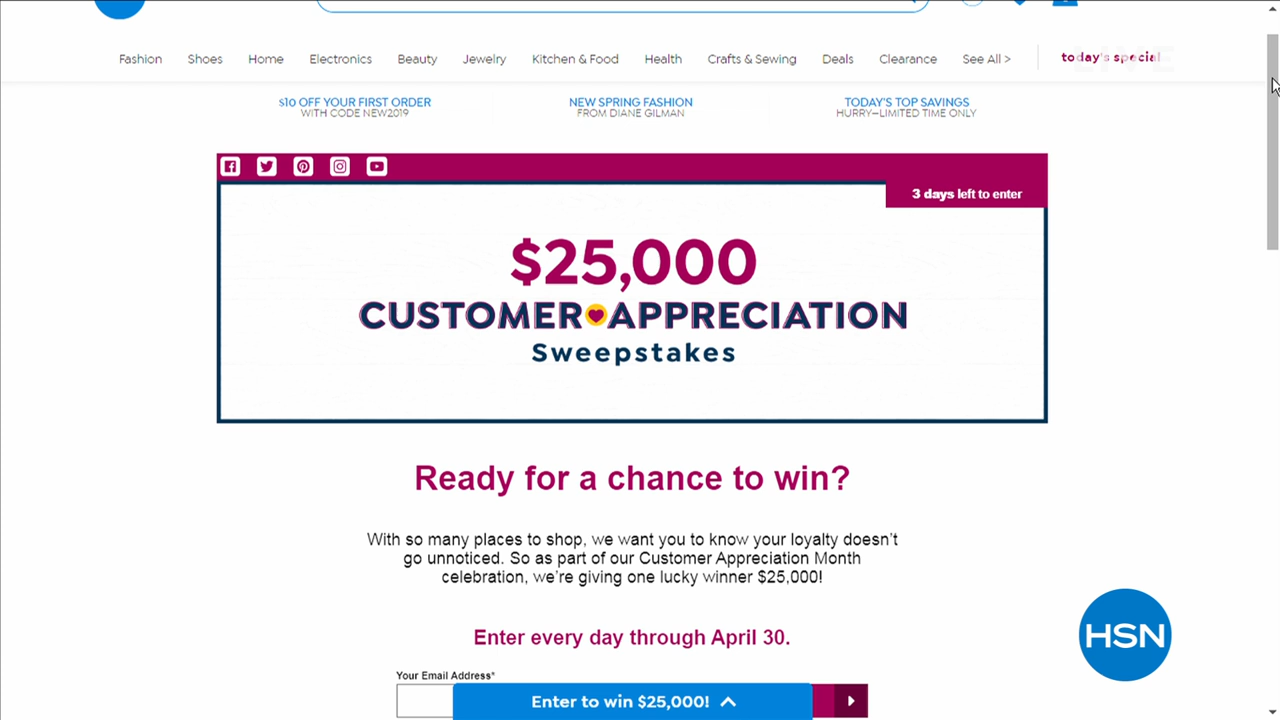 Fashion Shoes Home Electronics Beauty Jewelry Kitchen & Food Health Crafts & Sewing Deals Clearance See All > today's special
$10 OFF YOUR FIRST ORDER
WITH CODE NEW2019
NEW SPRING FASHION
FROM DIANE GILMAN
TODAY'S TOP SAVINGS
HURRY–LIMITED TIME ONLY
3 days left to enter
$25,000
CUSTOMER APPRECIATION
Sweepstakes
Ready for a chance to win?
With so many places to shop, we want you to know your loyalty doesn't
go unnoticed. So as part of our Customer Appreciation Month
celebration, we're giving one lucky winner $25,000!
Enter every day through April 30.
HSN
Your Email Address*
Enter to win $25,000!